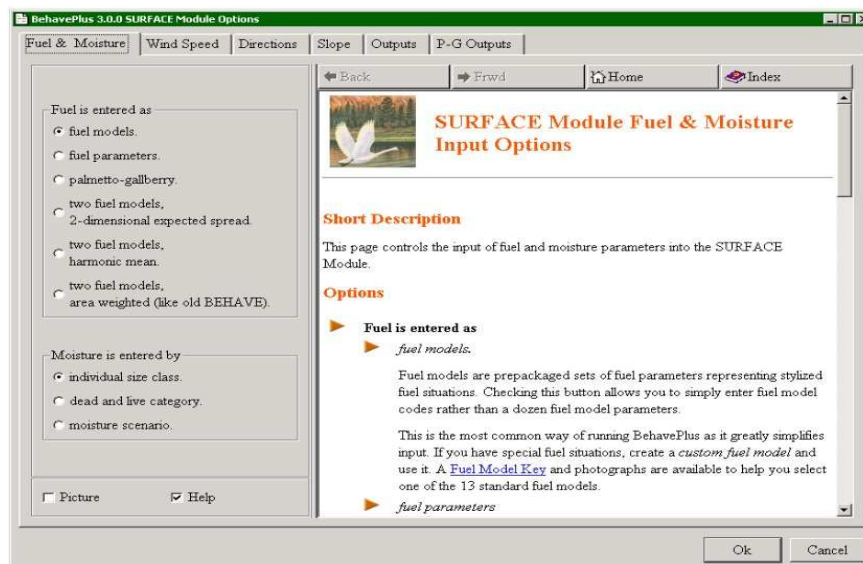 BehavePlus 3.0.0 SURFACE Module Options
Fuel & Moisture
Wind Speed
Directions
Slope
Outputs
P-G Outputs
Fuel is entered as
fuel models.
fuel parameters.
palmetto-gallberry.
two fuel models,
2-dimensional expected spread.
two fuel models,
harmonic mean.
two fuel models,
area weighted (like old BEHAVE).
Moisture is entered by
individual size class.
dead and live category.
moisture scenario.
Picture
Help
Back
Frwd
Home
Index
SURFACE Module Fuel & Moisture
Input Options
Short Description
This page controls the input of fuel and moisture parameters into the SURFACE
Module.
Options
Fuel is entered as
fuel models.
Fuel models are prepackaged sets of fuel parameters representing stylized
fuel situations. Checking this button allows you to simply enter fuel model
codes rather than a dozen fuel model parameters.
This is the most common way of running BehavePlus as it greatly simplifies
input. If you have special fuel situations, create a custom fuel model and
use it. A Fuel Model Key and photographs are available to help you select
one of the 13 standard fuel models.
fuel parameters
Ok
Cancel